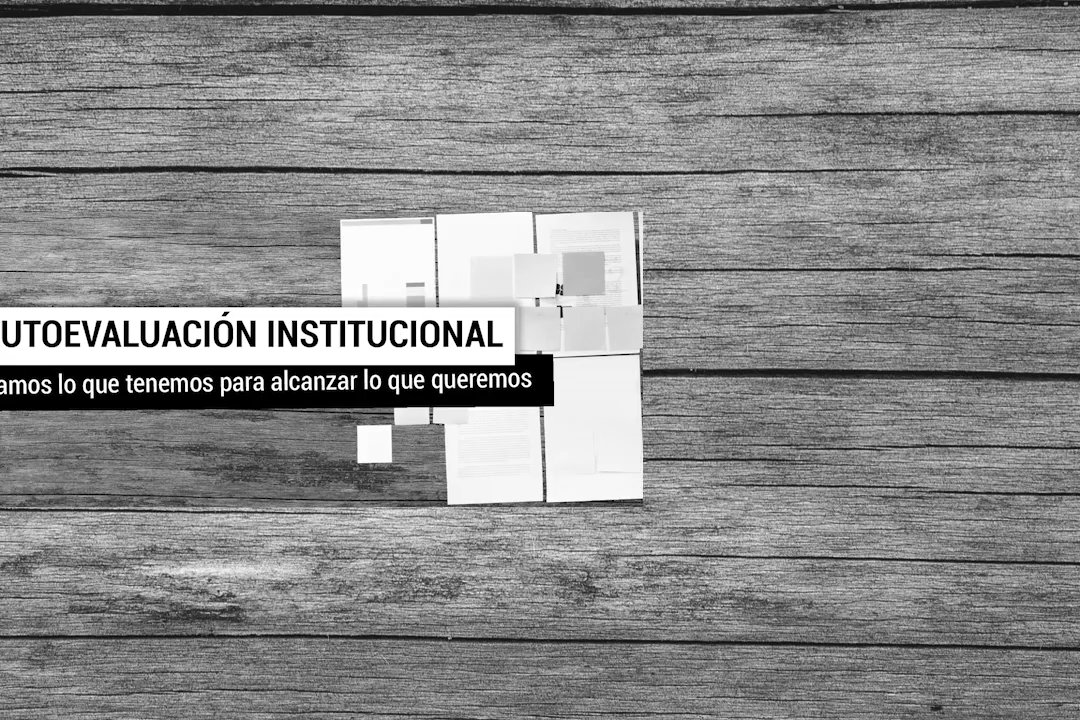 UTOEVALUACIÓN INSTITUCIONAL
amos lo que tenemos para alcanzar lo que queremos